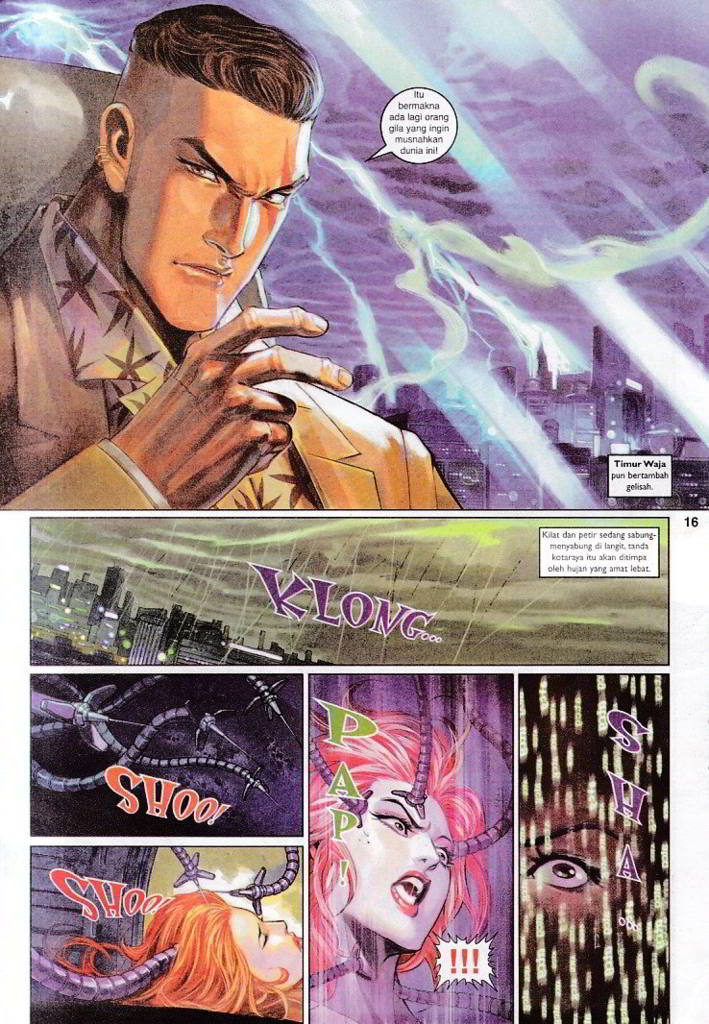 Itu
bermakna
ada lagi orang
gila yang ingin
musnahkan
dunia ini!
Timur Waja
pun bertambah
gelisah.
16
Kilat dan petir sedang sabung-
menyabung di langit, tanda
kotaraya itu akan ditimpa
oleh hujan yang amat lebat.
KLONG...
SHOO!
PAP!
SHA...
SHOO!
!!!